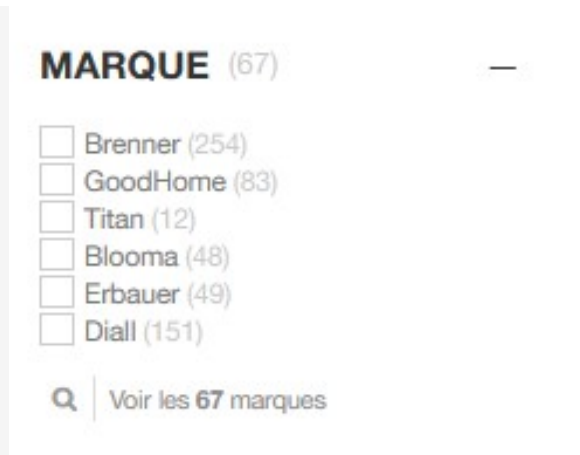 MARQUE (67)
Brenner (254)
GoodHome (83)
Titan (12)
Blooma (48)
Erbauer (49)
Diall (151)
Voir les 67 marques